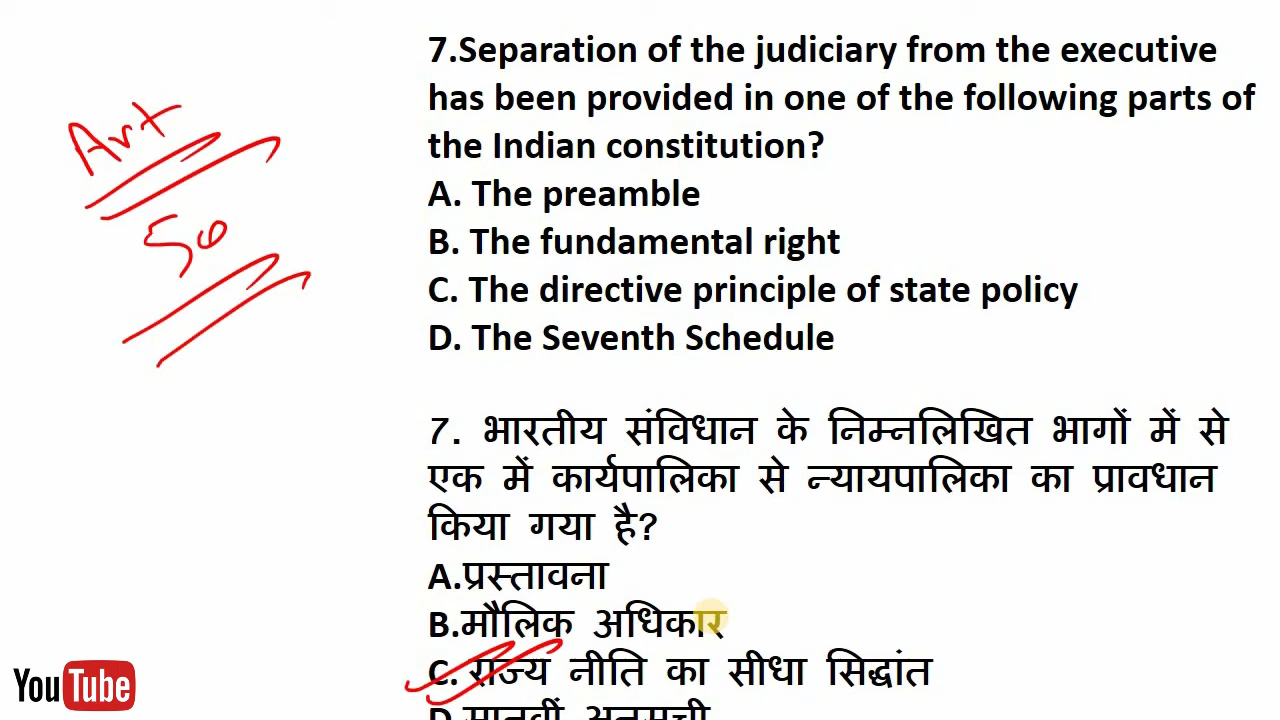 7.Separation of the judiciary from the executive
has been provided in one of the following parts of
the Indian constitution?
A. The preamble
B. The fundamental right
C. The directive principle of state policy
D. The Seventh Schedule
Art
50
7. भारतीय संविधान के निम्नलिखित भागों में से
एक में कार्यपालिका से न्यायपालिका का प्रावधान
किया गया है?
A.प्रस्तावना
B.मौलिक अधिकार
C. राज्य नीति का सीधा सिद्धांत
YouTube